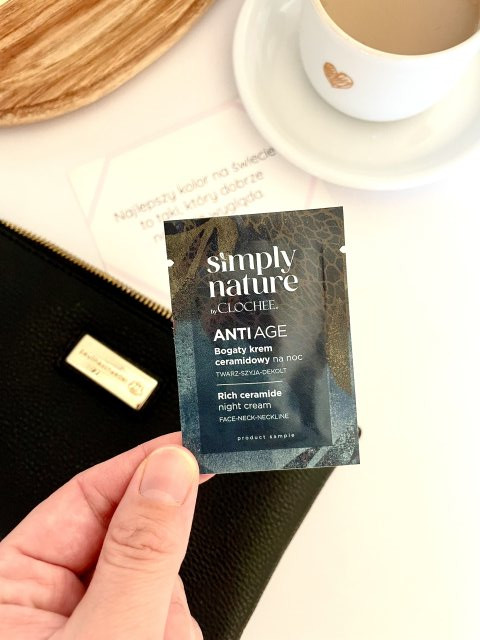 Najlepszy kolor na świecie
to taki, który dobrze
wygląda
simply
nature
by CLOCHEE
ANTI AGE
Bogaty krem
ceramidowy na noc
TWARZ-SZYJA-DEKOLT
Rich ceramide
night cream
FACE-NECK-NECKLINE
product sample